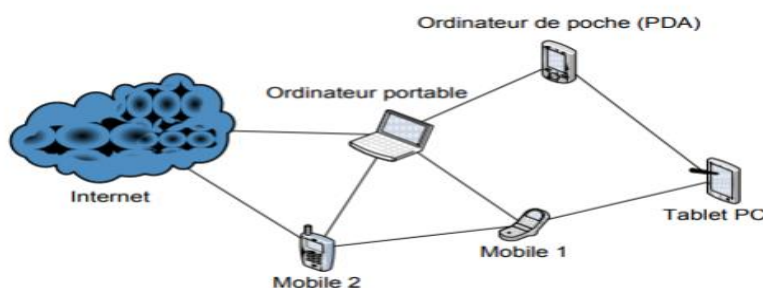 Ordinateur de poche (PDA)
Ordinateur portable
Internet
Tablet PC
Mobile 1
Mobile 2